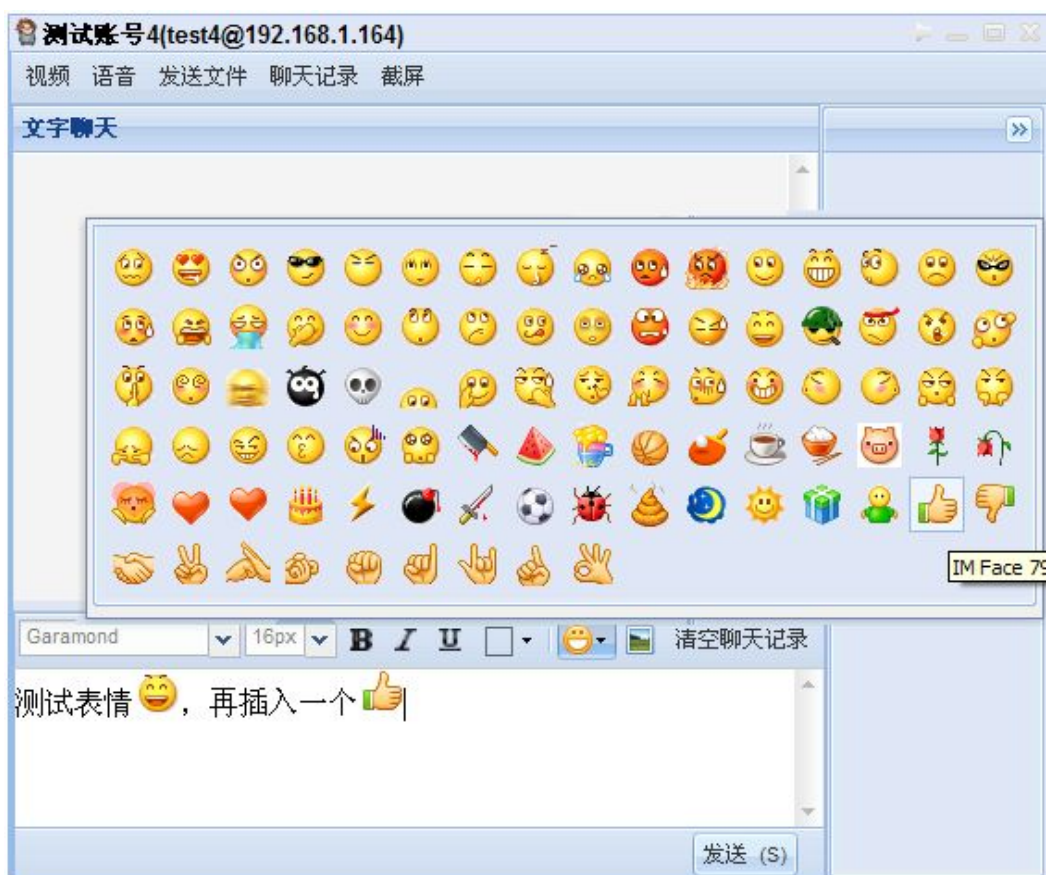 测试账号4(test4@192.168.1.164)
视频 语音 发送文件 聊天记录 截屏
文字聊天
IM Face 79
Garamond 16px B I U 清空聊天记录
测试表情，再插入一个
发送 (S)